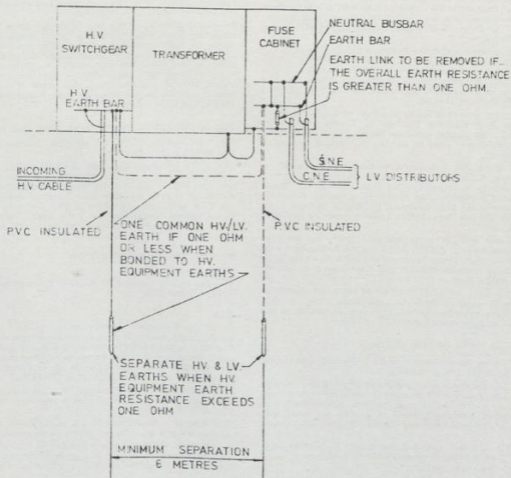 H.V.
SWITCHGEAR
TRANSFORMER
FUSE
CABINET
NEUTRAL BUSBAR
EARTH BAR
EARTH LINK TO BE REMOVED IF
THE OVERALL EARTH RESISTANCE
IS GREATER THAN ONE OHM.
H.V.
EARTH BAR
INCOMING
H.V. CABLE
S.N.E.
C.N.E.
L.V. DISTRIBUTORS
P.V.C. INSULATED
ONE COMMON HV/LV.
EARTH IF ONE OHM
OR LESS WHEN
BONDED TO HV.
EQUIPMENT EARTHS
P.V.C. INSULATED
SEPARATE HV & LV.
EARTHS WHEN HV.
EQUIPMENT EARTH
RESISTANCE EXCEEDS
ONE OHM
MINIMUM SEPARATION
6 METRES